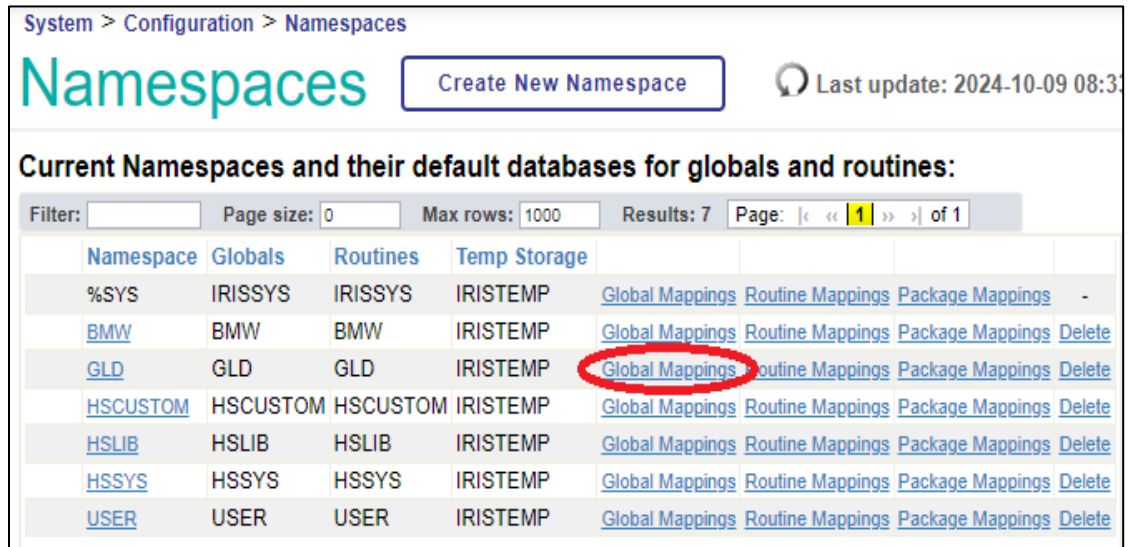 System > Configuration > Namespaces
Namespaces Create New Namespace Last update: 2024-10-09 08:33
Current Namespaces and their default databases for globals and routines:
Filter: Page size: 0 Max rows: 1000 Results: 7 Page: |‹ ‹‹ 1 ›› ›| of 1
Namespace Globals Routines Temp Storage
%SYS IRISSYS IRISSYS IRISTEMP Global Mappings Routine Mappings Package Mappings -
BMW BMW BMW IRISTEMP Global Mappings Routine Mappings Package Mappings Delete
GLD GLD GLD IRISTEMP Global Mappings Routine Mappings Package Mappings Delete
HSCUSTOM HSCUSTOM HSCUSTOM IRISTEMP Global Mappings Routine Mappings Package Mappings Delete
HSLIB HSLIB HSLIB IRISTEMP Global Mappings Routine Mappings Package Mappings Delete
HSSYS HSSYS HSSYS IRISTEMP Global Mappings Routine Mappings Package Mappings Delete
USER USER USER IRISTEMP Global Mappings Routine Mappings Package Mappings Delete